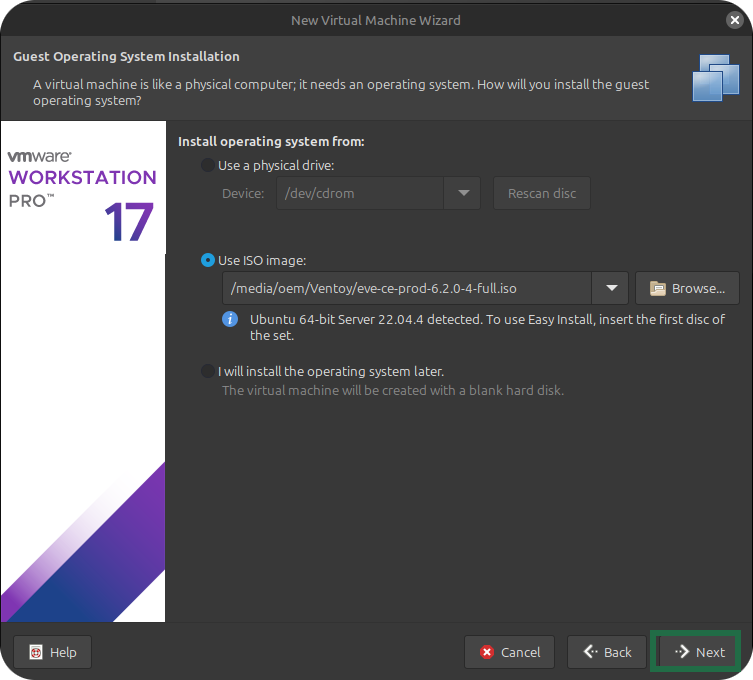 New Virtual Machine Wizard
Guest Operating System Installation
A virtual machine is like a physical computer; it needs an operating system. How will you install the guest
operating system?
vmware®
WORKSTATION
PRO™
17
Install operating system from:
Use a physical drive:
Device:
/dev/cdrom
Rescan disc
Use ISO image:
/media/oem/Ventoy/eve-ce-prod-6.2.0-4-full.iso
Browse...
Ubuntu 64-bit Server 22.04.4 detected. To use Easy Install, insert the first disc of
the set.
I will install the operating system later.
The virtual machine will be created with a blank hard disk.
Help
Cancel
Back
Next